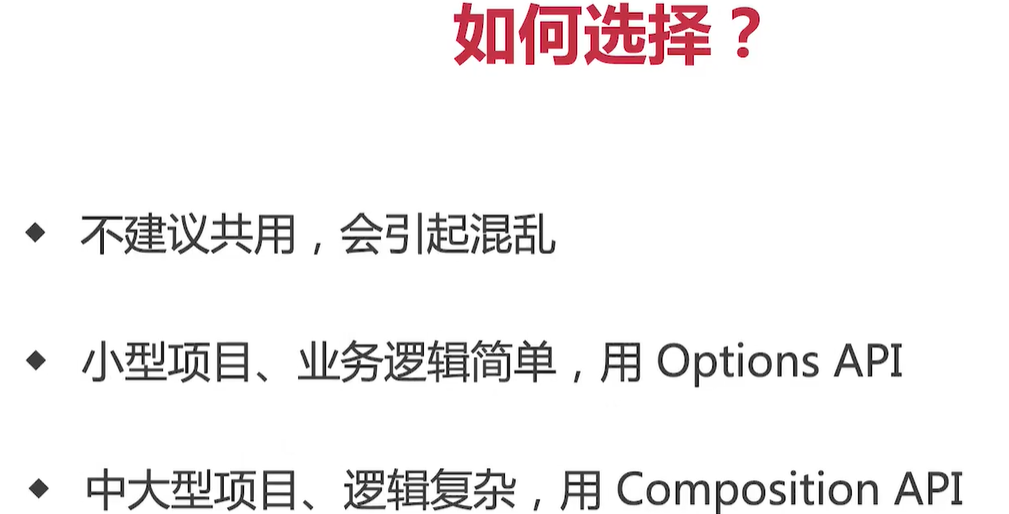 如何选择？
◆ 不建议共用，会引起混乱
◆ 小型项目、业务逻辑简单，用 Options API
◆ 中大型项目、逻辑复杂，用 Composition API